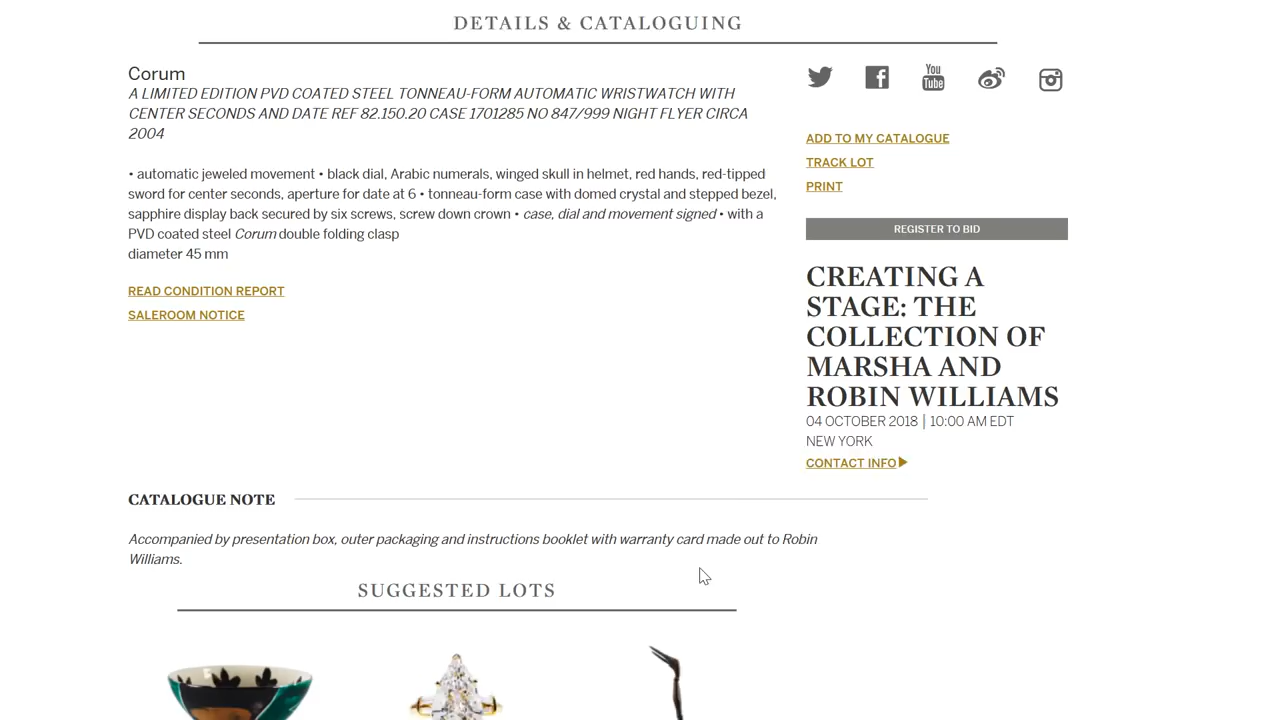 DETAILS & CATALOGUING
Corum
A LIMITED EDITION PVD COATED STEEL TONNEAU-FORM AUTOMATIC WRISTWATCH WITH
CENTER SECONDS AND DATE REF 82.150.20 CASE 1701285 NO 847/999 NIGHT FLYER CIRCA
2004
• automatic jeweled movement • black dial, Arabic numerals, winged skull in helmet, red hands, red-tipped
sword for center seconds, aperture for date at 6 • tonneau-form case with domed crystal and stepped bezel,
sapphire display back secured by six screws, screw down crown • case, dial and movement signed • with a
PVD coated steel Corum double folding clasp
diameter 45 mm
READ CONDITION REPORT
SALEROOM NOTICE
You
Tube
ADD TO MY CATALOGUE
TRACK LOT
PRINT
REGISTER TO BID
CREATING A
STAGE: THE
COLLECTION OF
MARSHA AND
ROBIN WILLIAMS
04 OCTOBER 2018 | 10:00 AM EDT
NEW YORK
CONTACT INFO
CATALOGUE NOTE
Accompanied by presentation box, outer packaging and instructions booklet with warranty card made out to Robin
Williams.
SUGGESTED LOTS